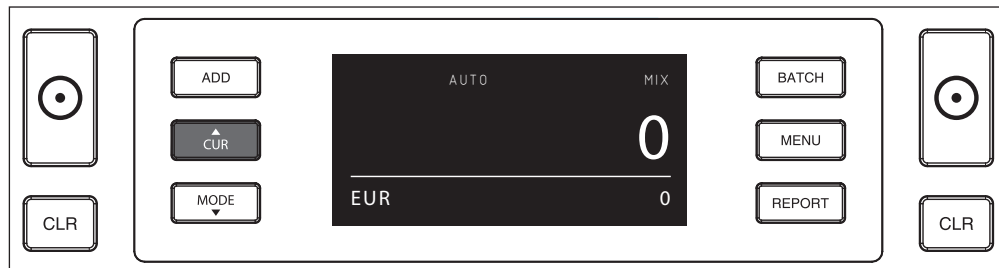 ADD
CUR
MODE
CLR
AUTO MIX
0
EUR 0
BATCH
MENU
REPORT
CLR